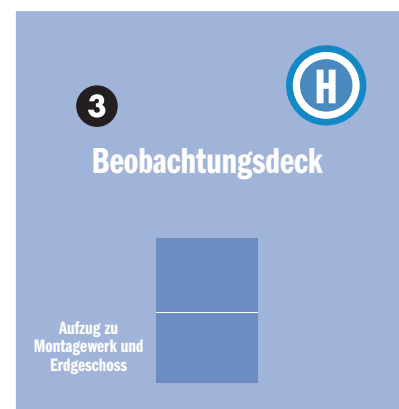 H
3
Beobachtungsdeck
Aufzug zu
Montagewerk und
Erdgeschoss